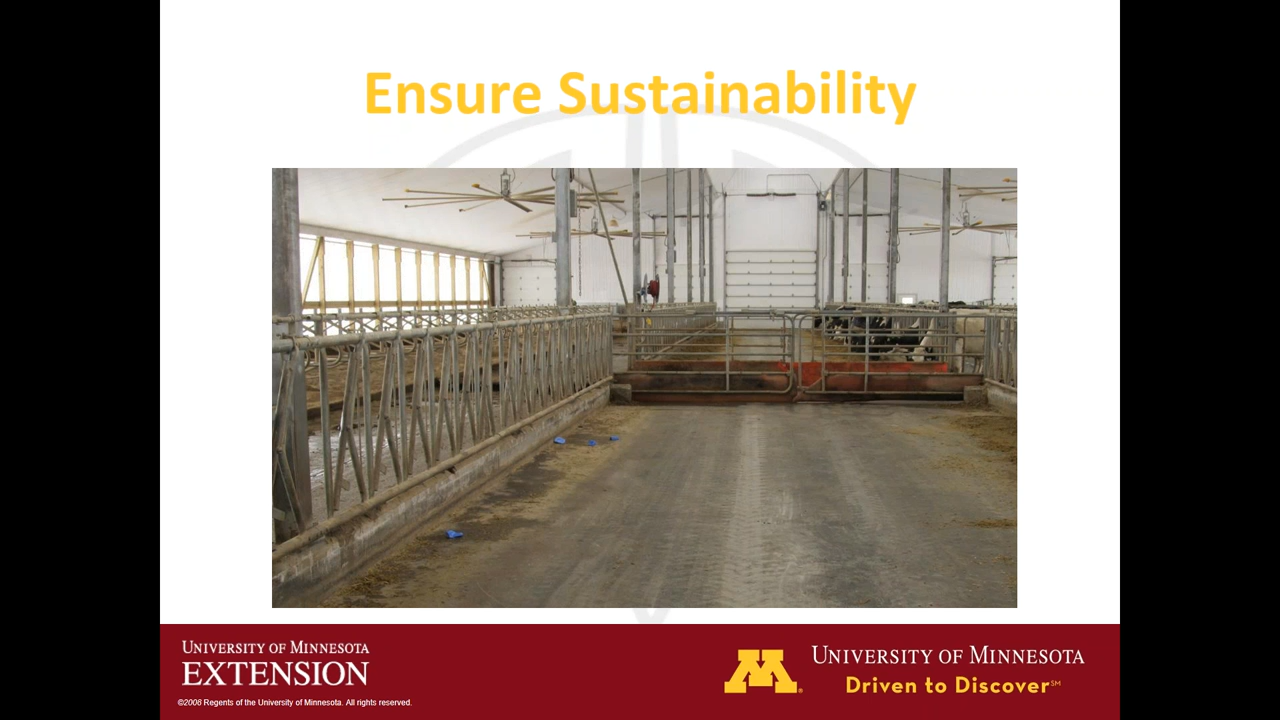 Ensure Sustainability
UNIVERSITY OF MINNESOTA
EXTENSION
©2008 Regents of the University of Minnesota. All rights reserved.
UNIVERSITY OF MINNESOTA
Driven to Discover℠